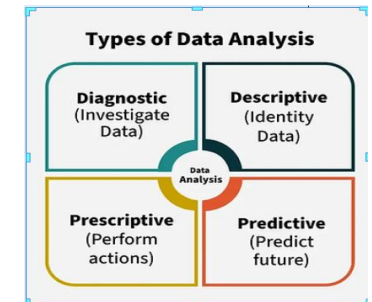 Types of Data Analysis
Diagnostic
(Investigate
Data)
Descriptive
(Identity
Data)
Data
Analysis
Prescriptive
(Perform
actions)
Predictive
(Predict
future)